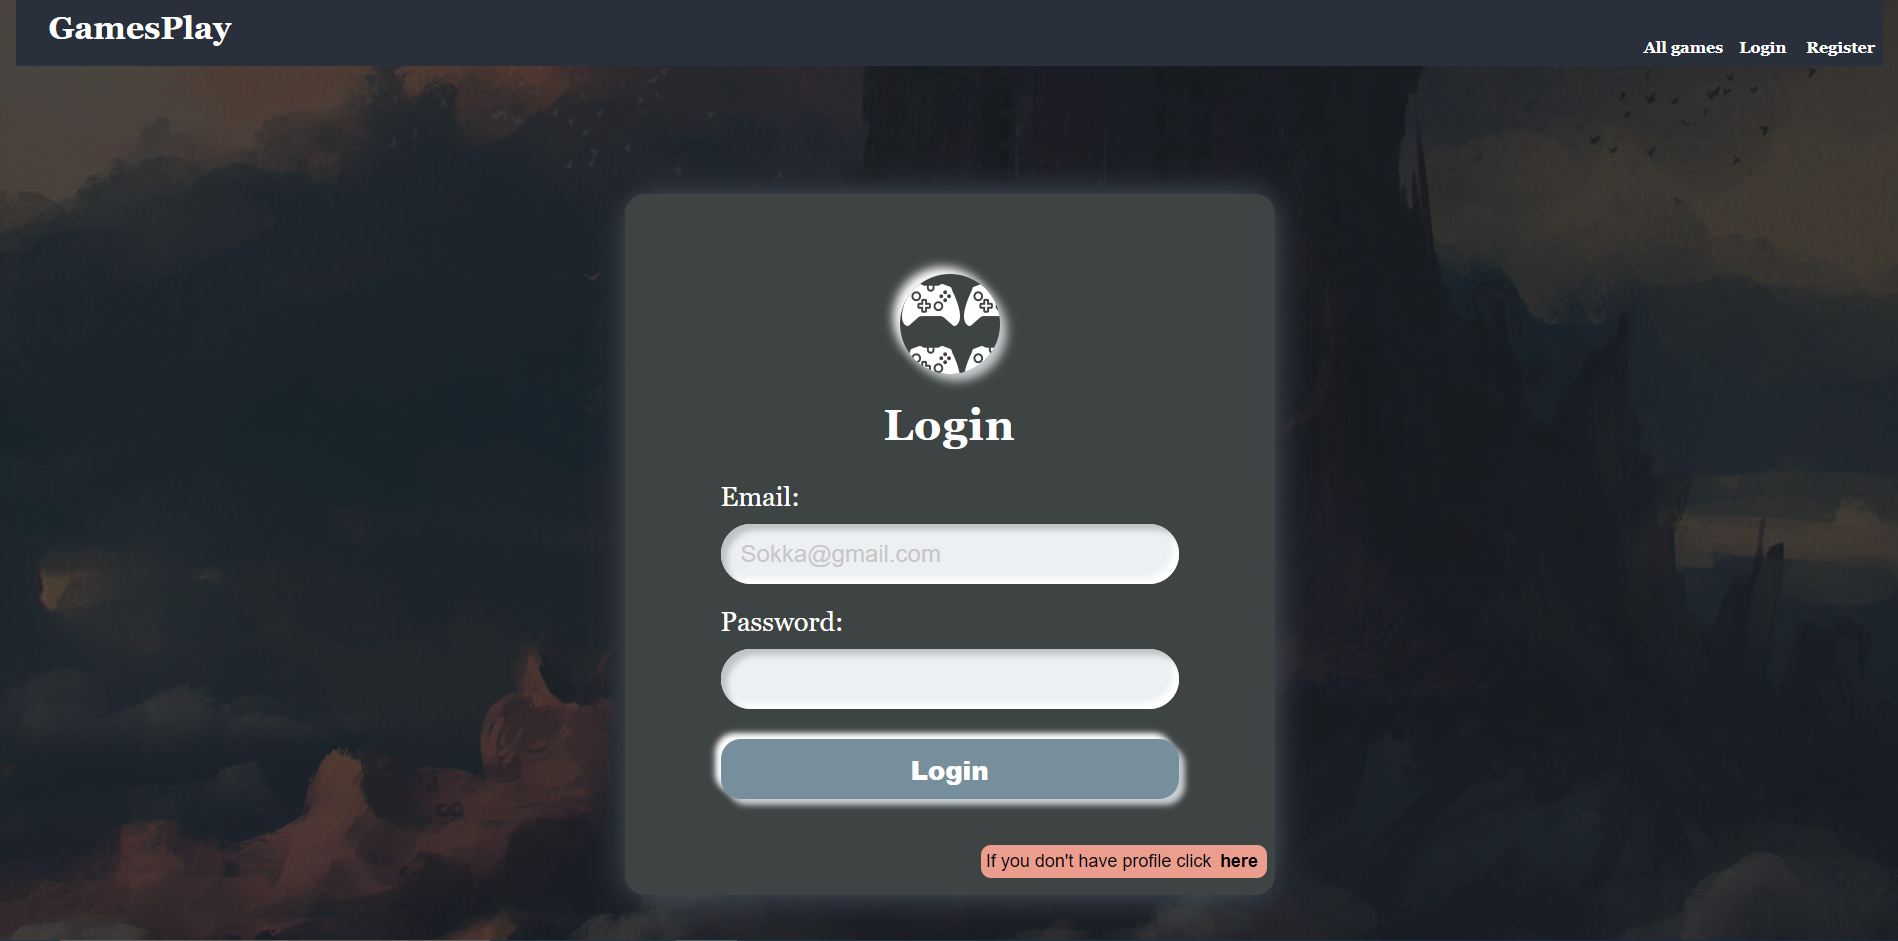 GamesPlay
All games Login Register
Login
Email:
Sokka@gmail.com
Password:
Login
If you don't have profile click here